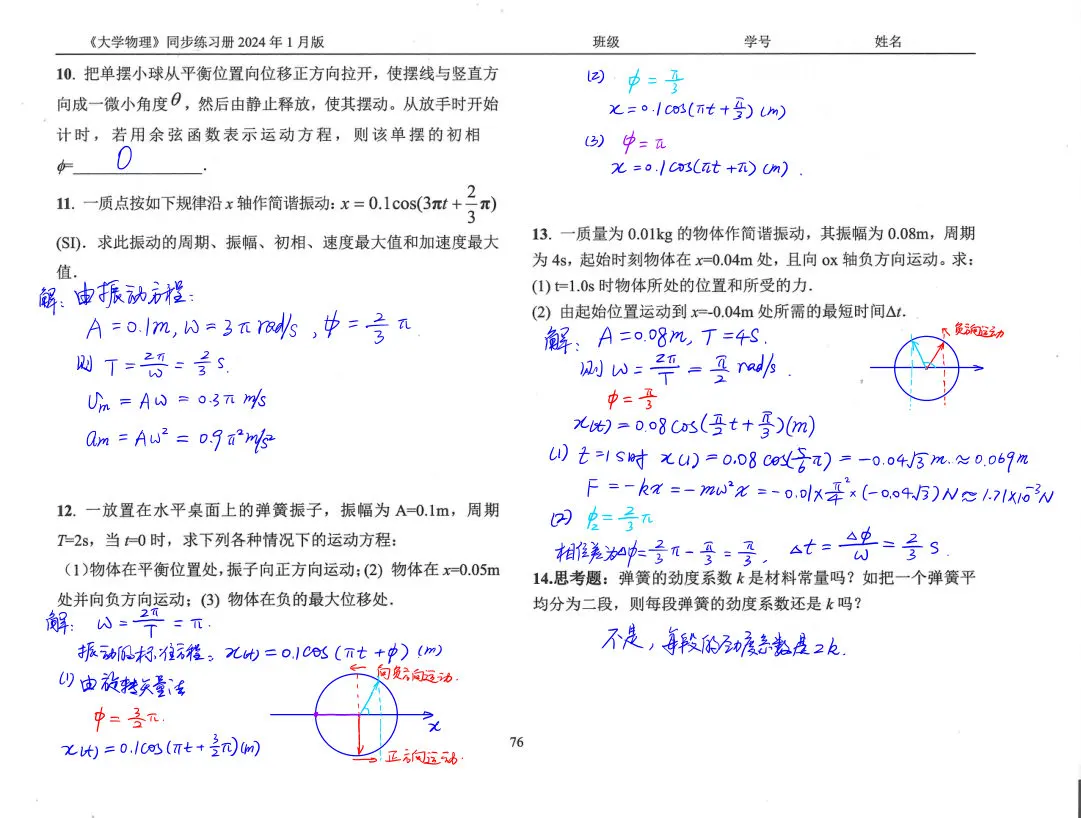 《大学物理》同步练习册 2024 年 1 月版 班级 学号 姓名
10. 把单摆小球从平衡位置向位移正方向拉开，使摆线与竖直方
向成一微小角度 θ，然后由静止释放，使其摆动。从放手时开始
计时，若用余弦函数表示运动方程，则该单摆的初相
ϕ= 0 .
11. 一质点按如下规律沿 x 轴作简谐振动：x = 0.1cos(3πt + 2/3 π)
(SI)．求此振动的周期、振幅、初相、速度最大值和加速度最大
值．
解：由振动方程：
A = 0.1m, ω = 3π rad/s , ϕ = 2/3 π
则 T = 2π/ω = 2/3 s.
υm = Aω = 0.3π m/s
am = Aω² = 0.9π² m/s²
12. 一放置在水平桌面上的弹簧振子，振幅为 A=0.1m，周期
T=2s，当 t=0 时，求下列各种情况下的运动方程：
（1)物体在平衡位置处，振子向正方向运动；(2) 物体在 x=0.05m
处并向负方向运动；(3) 物体在负的最大位移处．
解： ω = 2π/T = π.
振动的标准方程：x(t) = 0.1cos (πt + ϕ) (m)
(1) 由旋转矢量法
ϕ = 3/2 π.
x(t) = 0.1cos(πt + 3/2 π)(m)
向负方向运动.
x
正方向运动.
(2) ϕ = π/3
x = 0.1cos(πt + π/3) (m)
(3) ϕ = π
x = 0.1cos(πt + π) (m) .
13. 一质量为 0.01kg 的物体作简谐振动，其振幅为 0.08m，周期
为 4s，起始时刻物体在 x=0.04m 处，且向 ox 轴负方向运动。求：
(1) t=1.0s 时物体所处的位置和所受的力．
(2) 由起始位置运动到 x=-0.04m 处所需的最短时间Δt．
解： A = 0.08m, T = 4s.
负方向运动
则 ω = 2π/T = π/2 rad/s .
ϕ = π/3
x(t) = 0.08cos(π/2 t + π/3)(m)
(1) t=1s时 x(1) = 0.08 cos(5/6 π) = -0.04√3 m. ≈ 0.069m
F = -kx = -mω²x = -0.01× π²/4 ×(-0.04√3) N ≈ 1.71×10⁻³ N
(2) ϕ₂ = 2/3 π
相位差为Δϕ = 2/3 π - π/3 = π/3, Δt = Δϕ/ω = 2/3 s.
14.思考题：弹簧的劲度系数 k 是材料常量吗？如把一个弹簧平
均分为二段，则每段弹簧的劲度系数还是 k 吗？
不是，每段的劲度系数是2k.
76